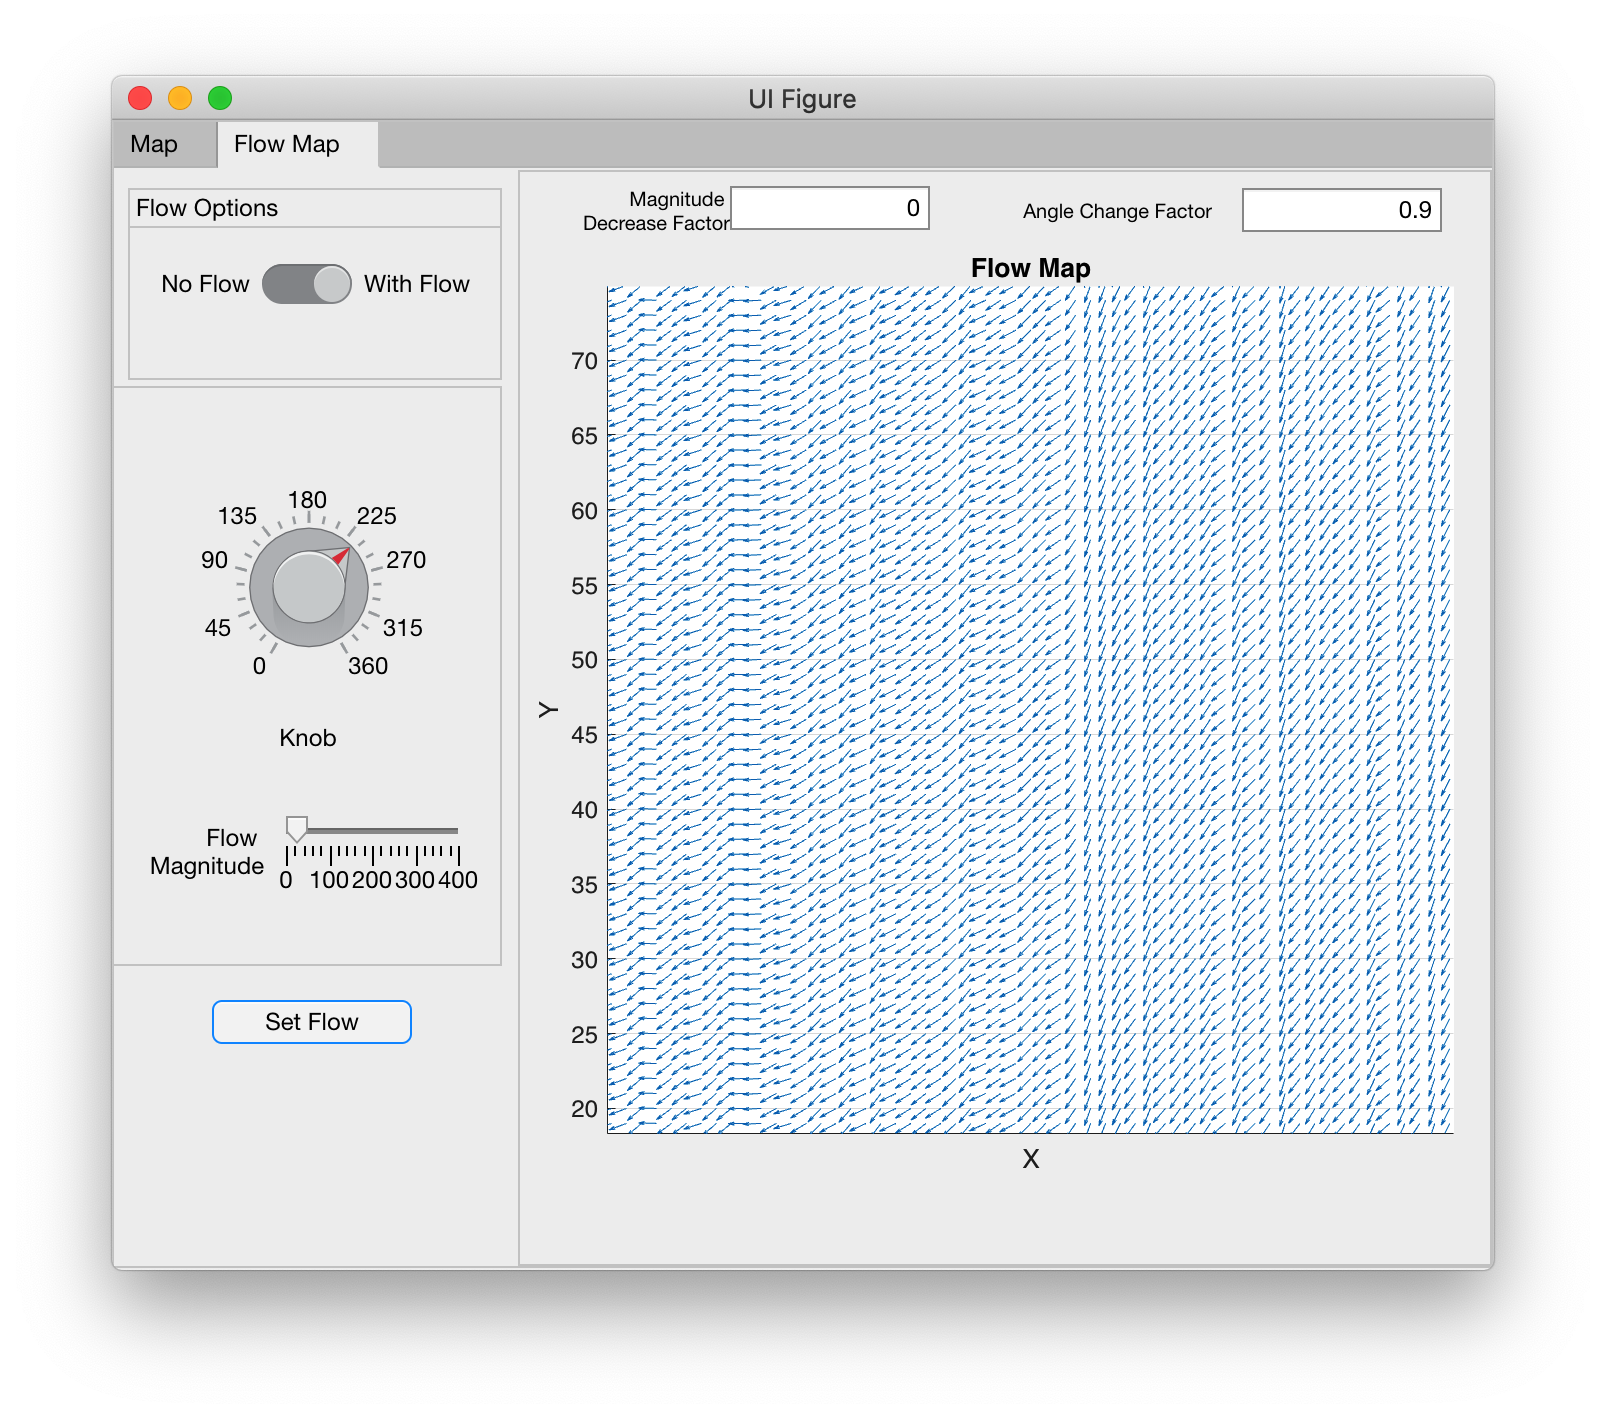 UI Figure
Map
Flow Map
Flow Options
No Flow
With Flow
180
135
225
90
270
45
315
0
360
Knob
Flow
Magnitude
0 100 200 300 400
Set Flow
Magnitude
Decrease Factor
0
Angle Change Factor
0.9
Flow Map
70
65
60
55
50
45
40
35
30
25
20
Y
X